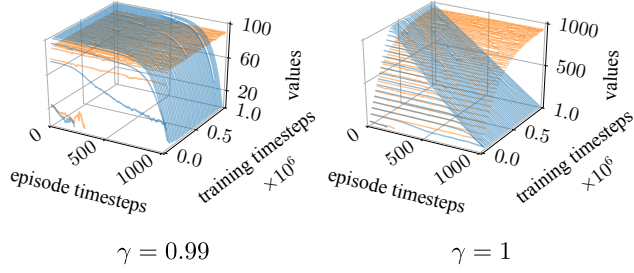 100
60
20
values
1.0
0.5
0.0
training timesteps
×10⁶
0
500
1000
episode timesteps
γ = 0.99
1000
500
values
1.0
0.5
0.0
training timesteps
×10⁶
0
500
1000
episode timesteps
γ = 1